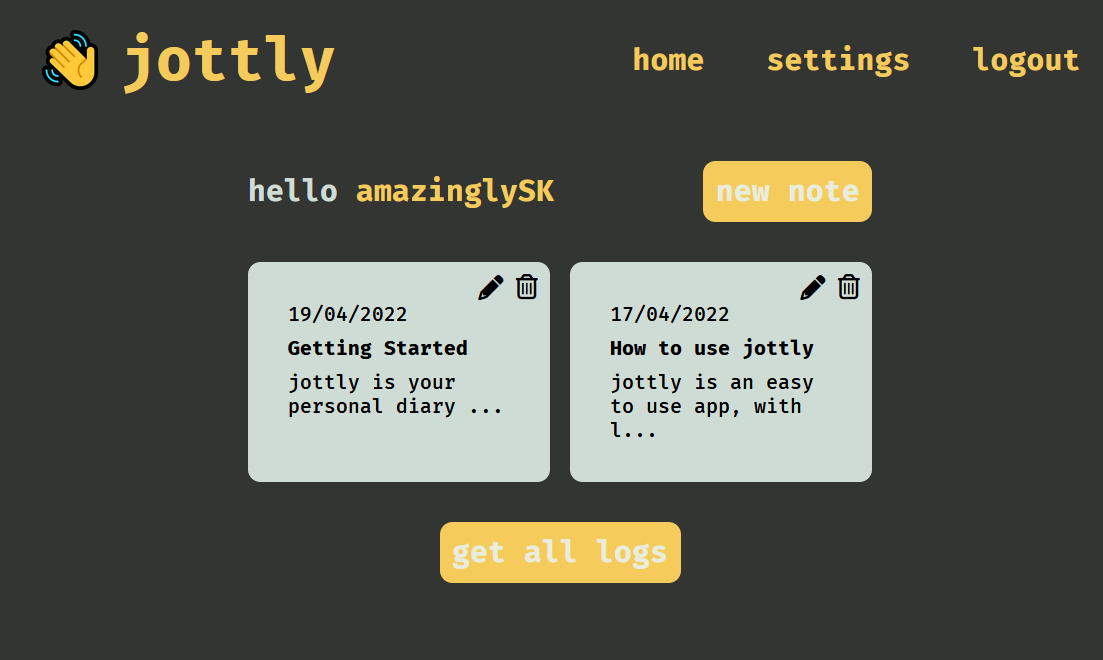 jottly
home settings logout
hello amazinglySK
new note
19/04/2022
Getting Started
jottly is your
personal diary ...
17/04/2022
How to use jottly
jottly is an easy
to use app, with
l...
get all logs